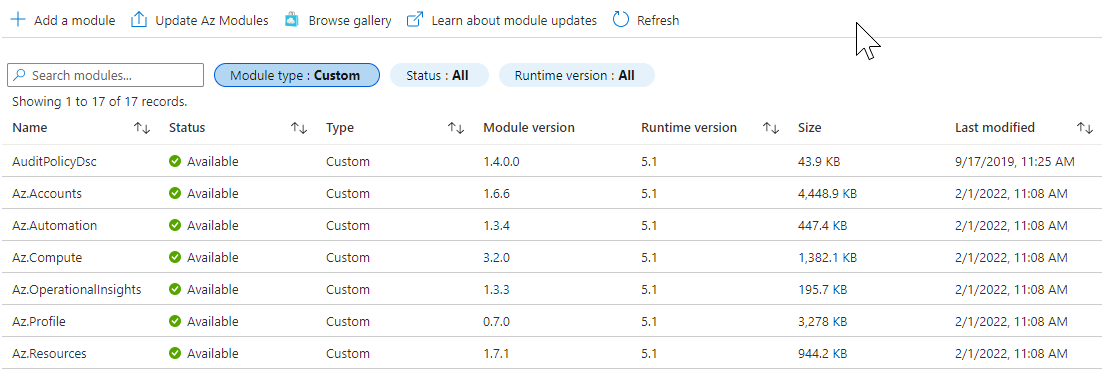 Add a module Update Az Modules Browse gallery Learn about module updates Refresh
Search modules... Module type : Custom Status : All Runtime version : All
Showing 1 to 17 of 17 records.
Name Status Type Module version Runtime version Size Last modified
AuditPolicyDsc Available Custom 1.4.0.0 5.1 43.9 KB 9/17/2019, 11:25 AM
Az.Accounts Available Custom 1.6.6 5.1 4,448.9 KB 2/1/2022, 11:08 AM
Az.Automation Available Custom 1.3.4 5.1 447.4 KB 2/1/2022, 11:08 AM
Az.Compute Available Custom 3.2.0 5.1 1,382.1 KB 2/1/2022, 11:08 AM
Az.OperationalInsights Available Custom 1.3.3 5.1 195.7 KB 2/1/2022, 11:08 AM
Az.Profile Available Custom 0.7.0 5.1 3,278 KB 2/1/2022, 11:08 AM
Az.Resources Available Custom 1.7.1 5.1 944.2 KB 2/1/2022, 11:08 AM